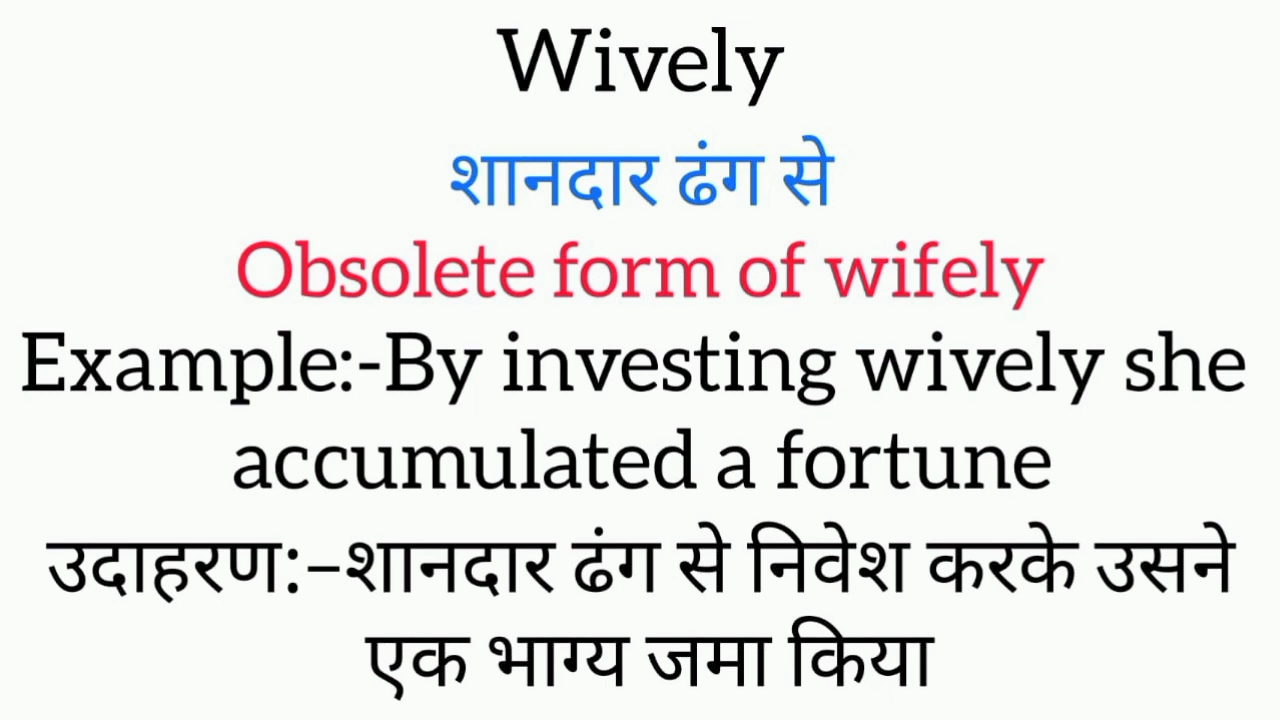 Wively
शानदार ढंग से
Obsolete form of wifely
Example:-By investing wively she
accumulated a fortune
उदाहरण:–शानदार ढंग से निवेश करके उसने
एक भाग्य जमा किया